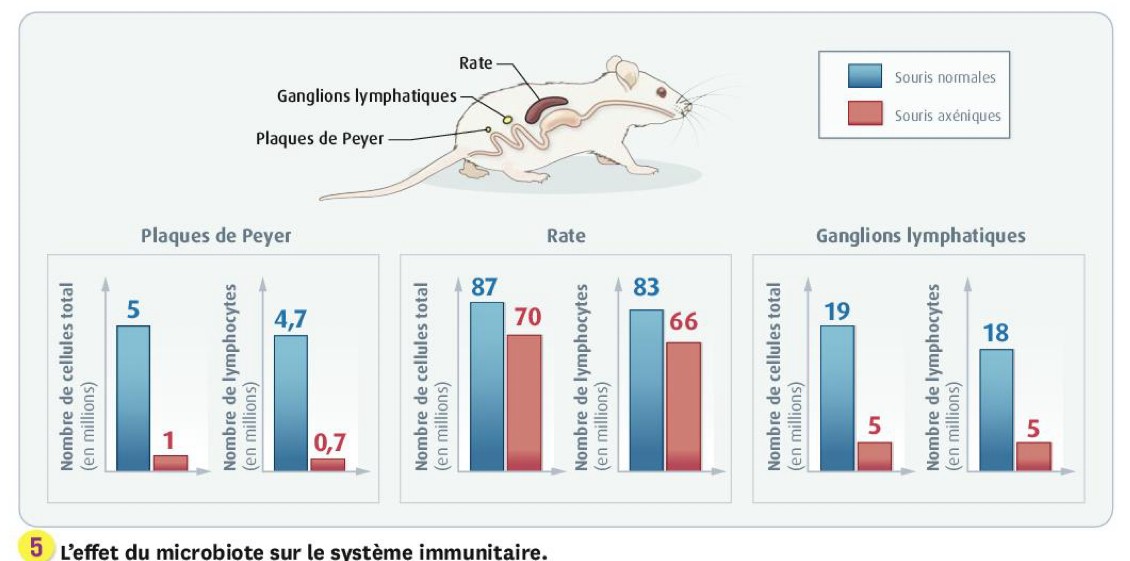 Rate
Ganglions lymphatiques
Plaques de Peyer
Souris normales
Souris axéniques
Plaques de Peyer
Nombre de cellules total
(en millions)
5
1
Nombre de lymphocytes
(en millions)
4,7
0,7
Rate
Nombre de cellules total
(en millions)
87
70
Nombre de lymphocytes
(en millions)
83
66
Ganglions lymphatiques
Nombre de cellules total
(en millions)
19
5
Nombre de lymphocytes
(en millions)
18
5
5 L'effet du microbiote sur le système immunitaire.